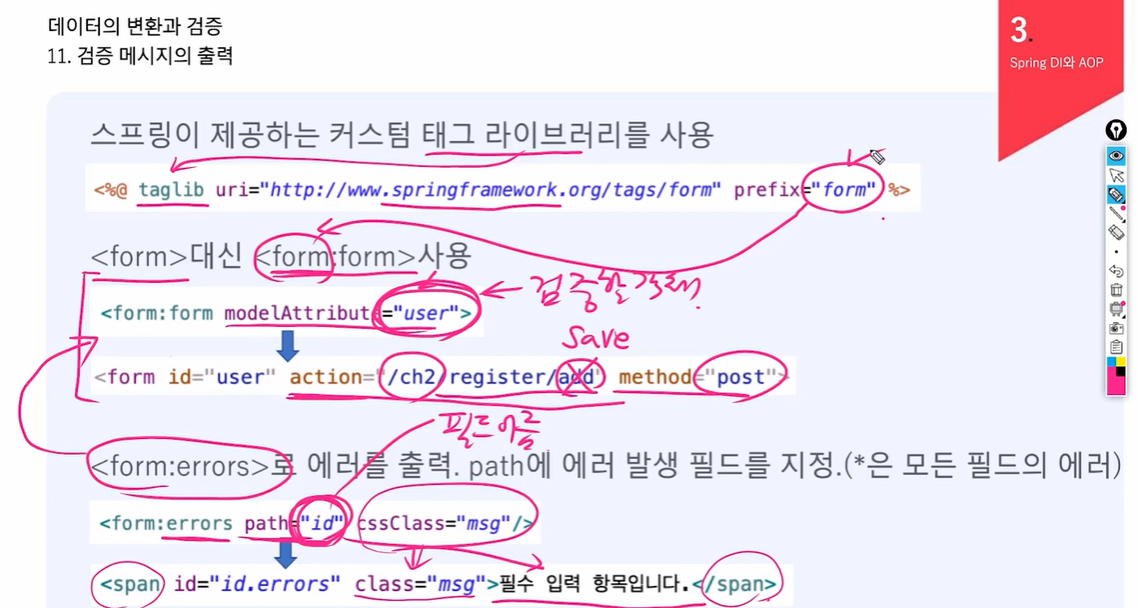 데이터의 변환과 검증
11. 검증 메시지의 출력
3.
Spring DI와 AOP
스프링이 제공하는 커스텀 태그 라이브러리를 사용
<%@ taglib uri="http://www.springframework.org/tags/form" prefix="form" %>
<form>대신 <form:form>사용
검증할 객체
<form:form modelAttribute="user">
save
<form id="user" action="/ch2/register/add" method="post">
필드이름
<form:errors>로 에러를 출력. path에 에러 발생 필드를 지정.(*은 모든 필드의 에러)
<form:errors path="id" cssClass="msg"/>
<span id="id.errors" class="msg">필수 입력 항목입니다.</span>